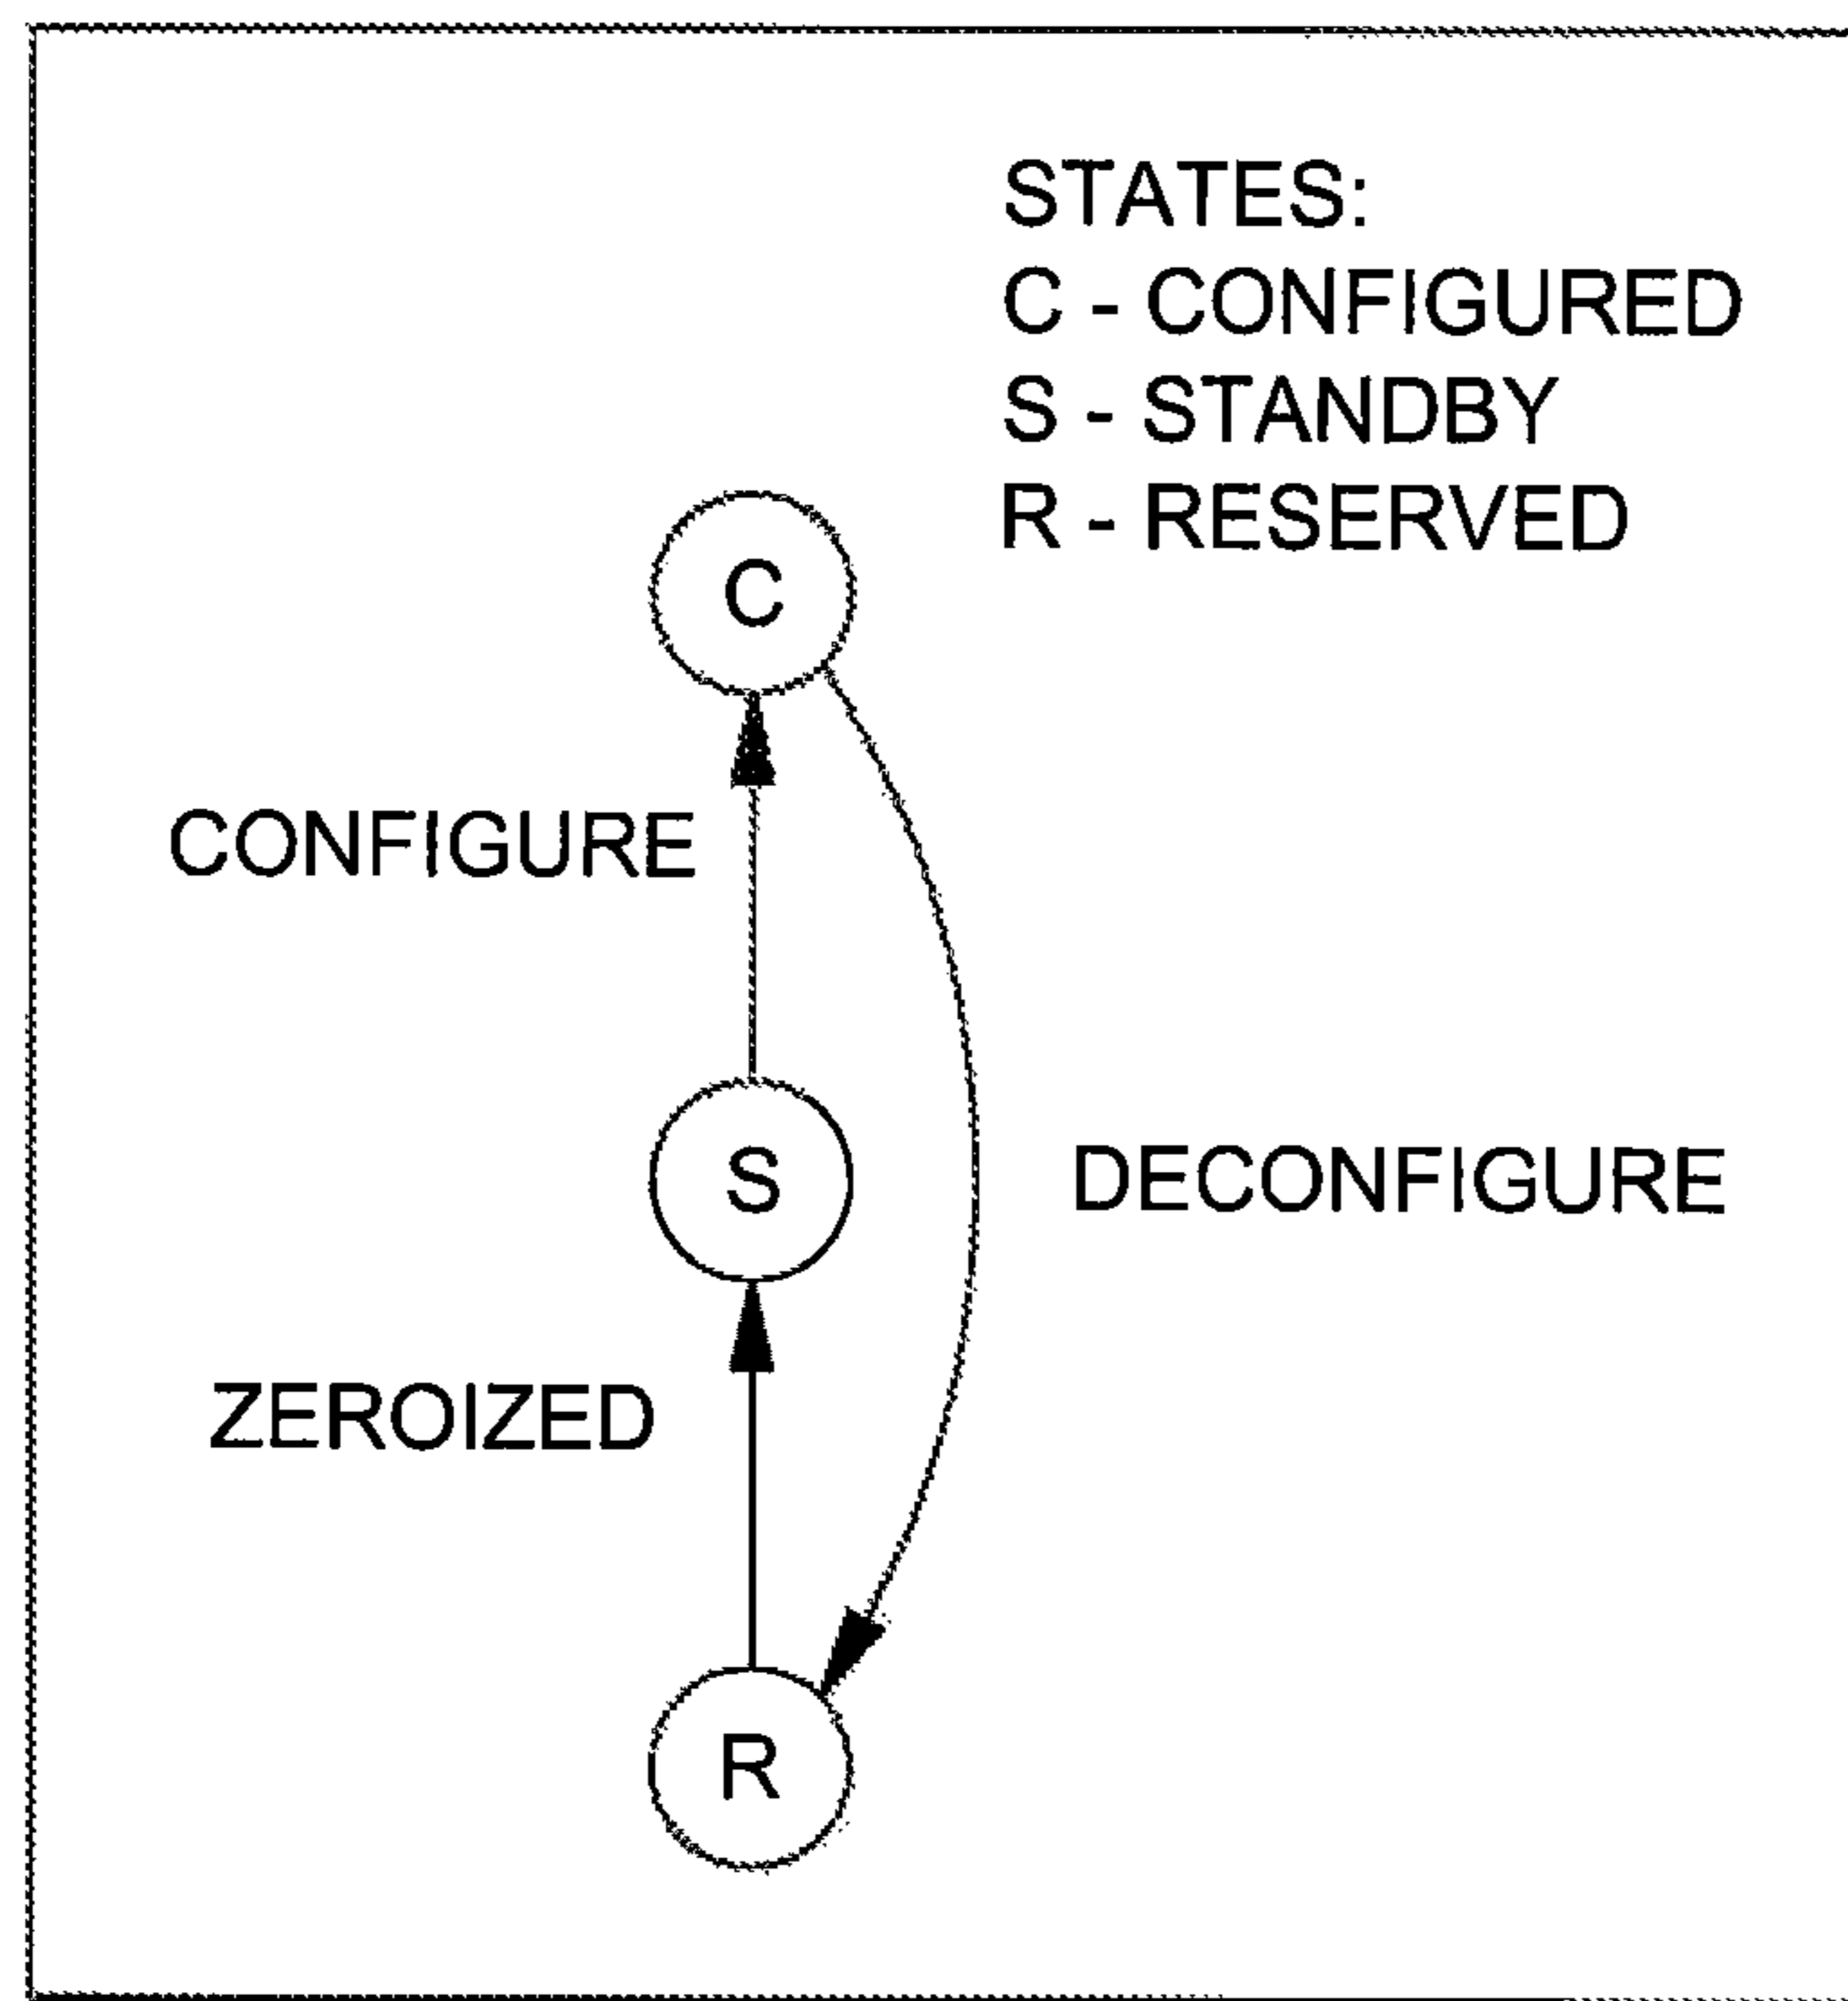 STATES:
C - CONFIGURED
S - STANDBY
R - RESERVED
C
CONFIGURE
S
DECONFIGURE
ZEROIZED
R